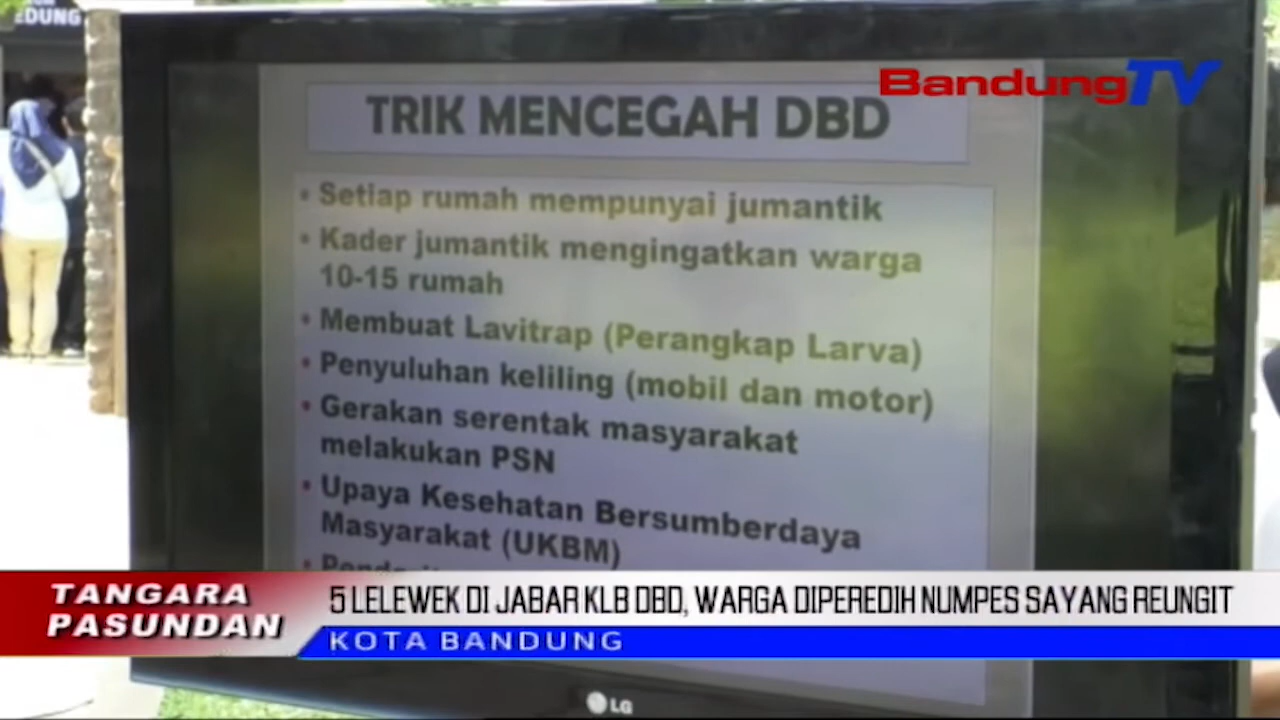 EDUNG
BandungTV
TRIK MENCEGAH DBD
• Setiap rumah mempunyai jumantik
• Kader jumantik mengingatkan warga
10-15 rumah
• Membuat Lavitrap (Perangkap Larva)
• Penyuluhan keliling (mobil dan motor)
• Gerakan serentak masyarakat
melakukan PSN
• Upaya Kesehatan Bersumberdaya
Masyarakat (UKBM)
TANGARA
PASUNDAN
5 LELEWEK DI JABAR KLB DBD, WARGA DIPEREDIH NUMPES SAYANG REUNGIT
KOTA BANDUNG
LG